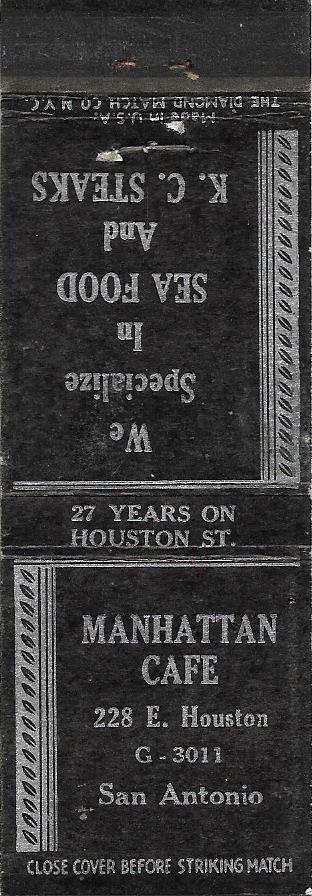 THE DIAMOND MATCH CO. N.Y.C.
Made in U.S.A.
We
Specialize
In
SEA FOOD
And
K. C. STEAKS
27 YEARS ON
HOUSTON ST.
MANHATTAN
CAFE
228 E. Houston
G - 3011
San Antonio
CLOSE COVER BEFORE STRIKING MATCH